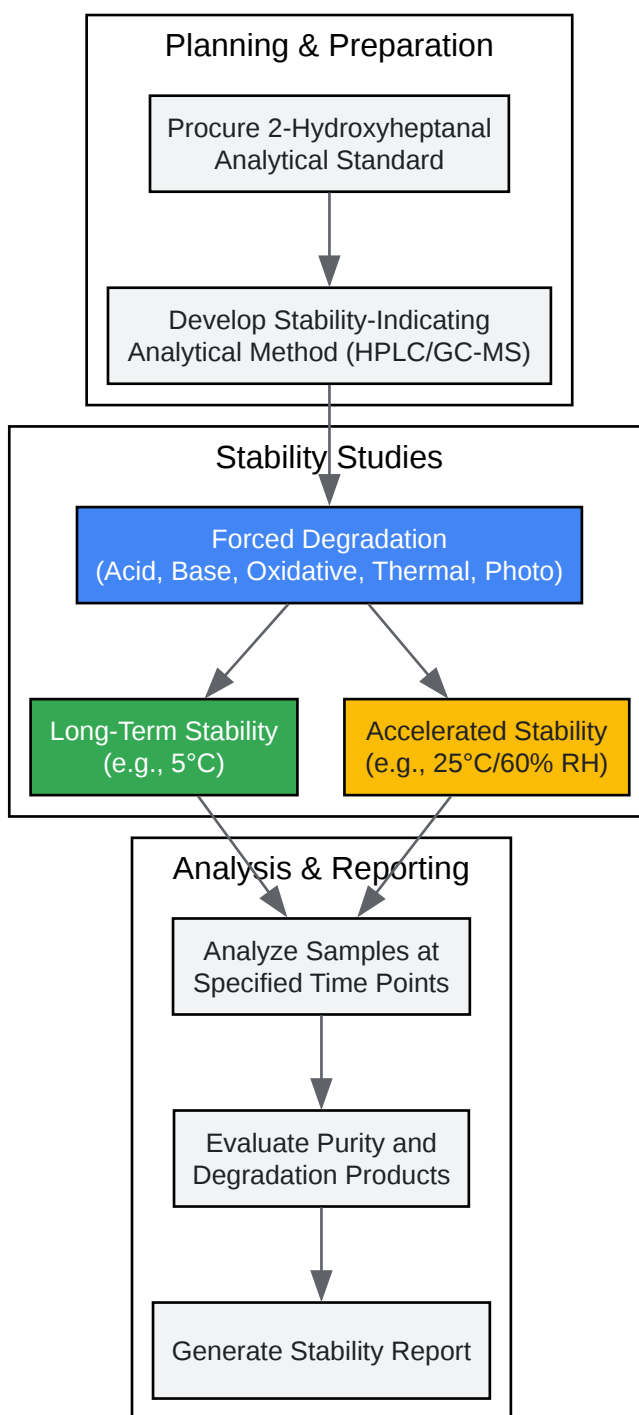 Planning & Preparation
Procure 2-Hydroxyheptanal
Analytical Standard
Develop Stability-Indicating
Analytical Method (HPLC/GC-MS)
Stability Studies
Forced Degradation
(Acid, Base, Oxidative, Thermal, Photo)
Long-Term Stability
(e.g., 5°C)
Accelerated Stability
(e.g., 25°C/60% RH)
Analysis & Reporting
Analyze Samples at
Specified Time Points
Evaluate Purity and
Degradation Products
Generate Stability Report